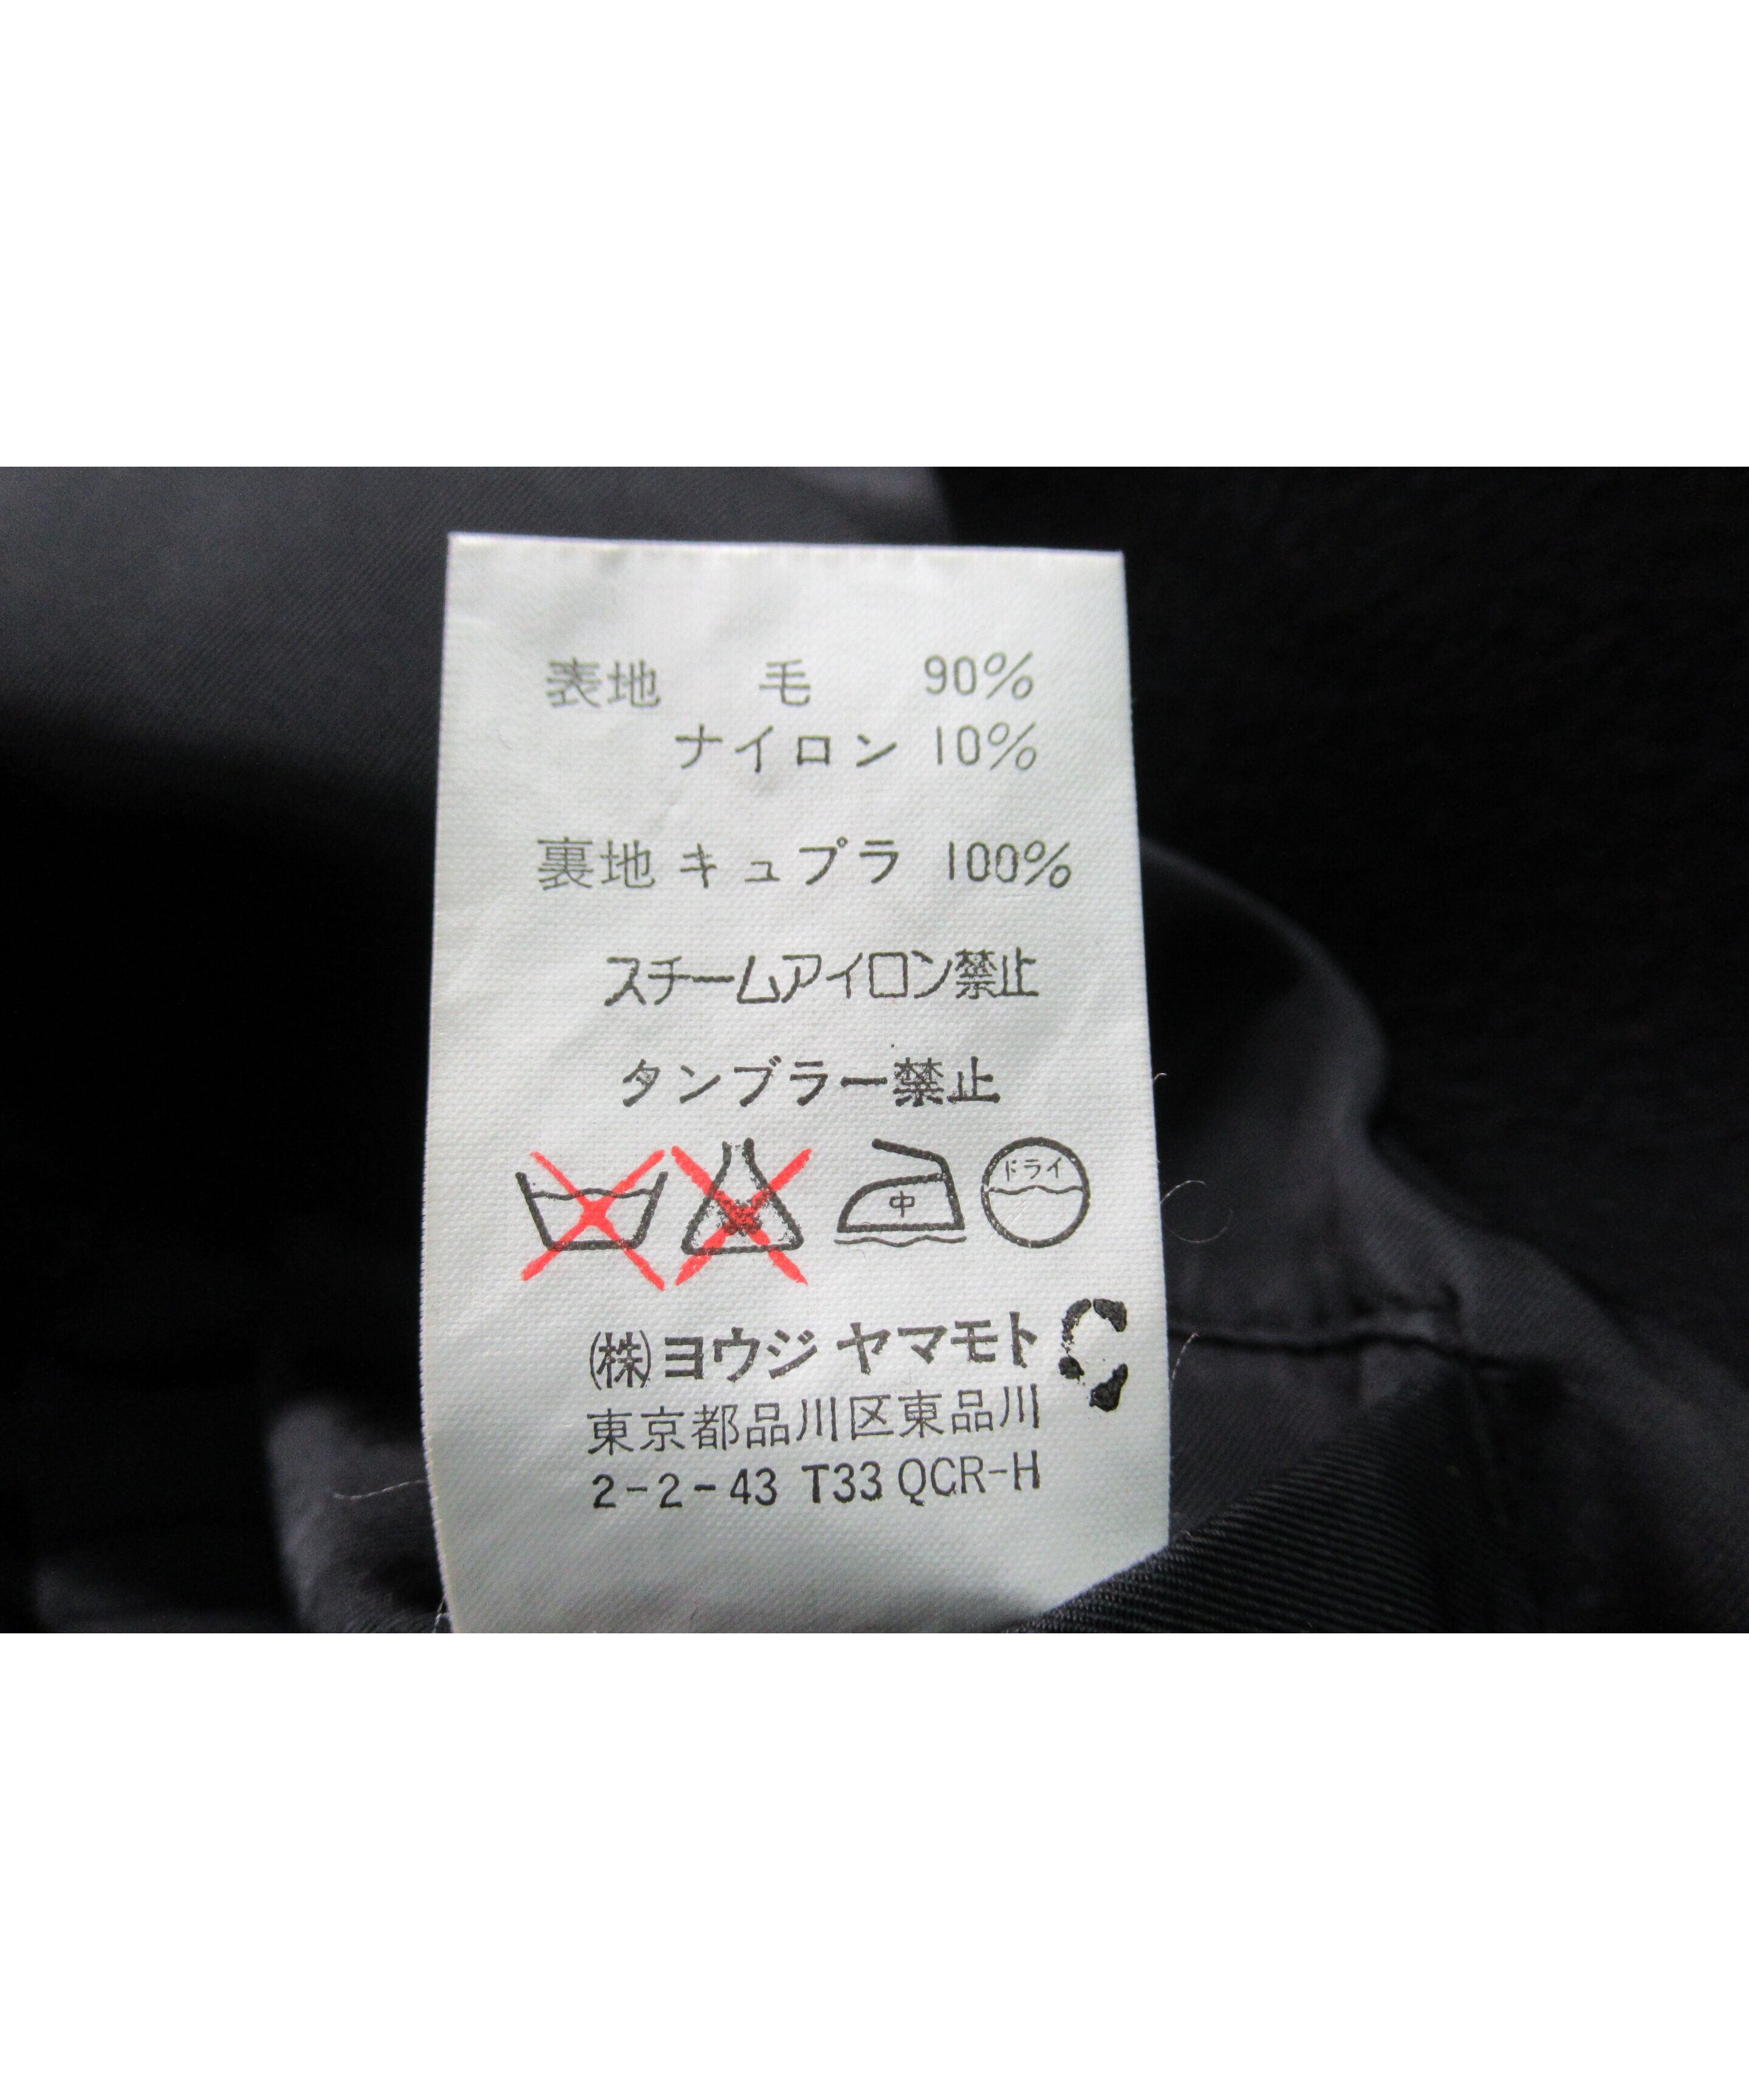 表地 毛 90%
ナイロン 10%
裏地 キュプラ 100%
スチームアイロン禁止
タンブラー禁止
中 ドライ
㈱ヨウジ ヤマモト C
東京都品川区東品川
2-2-43 T33 QCR-H